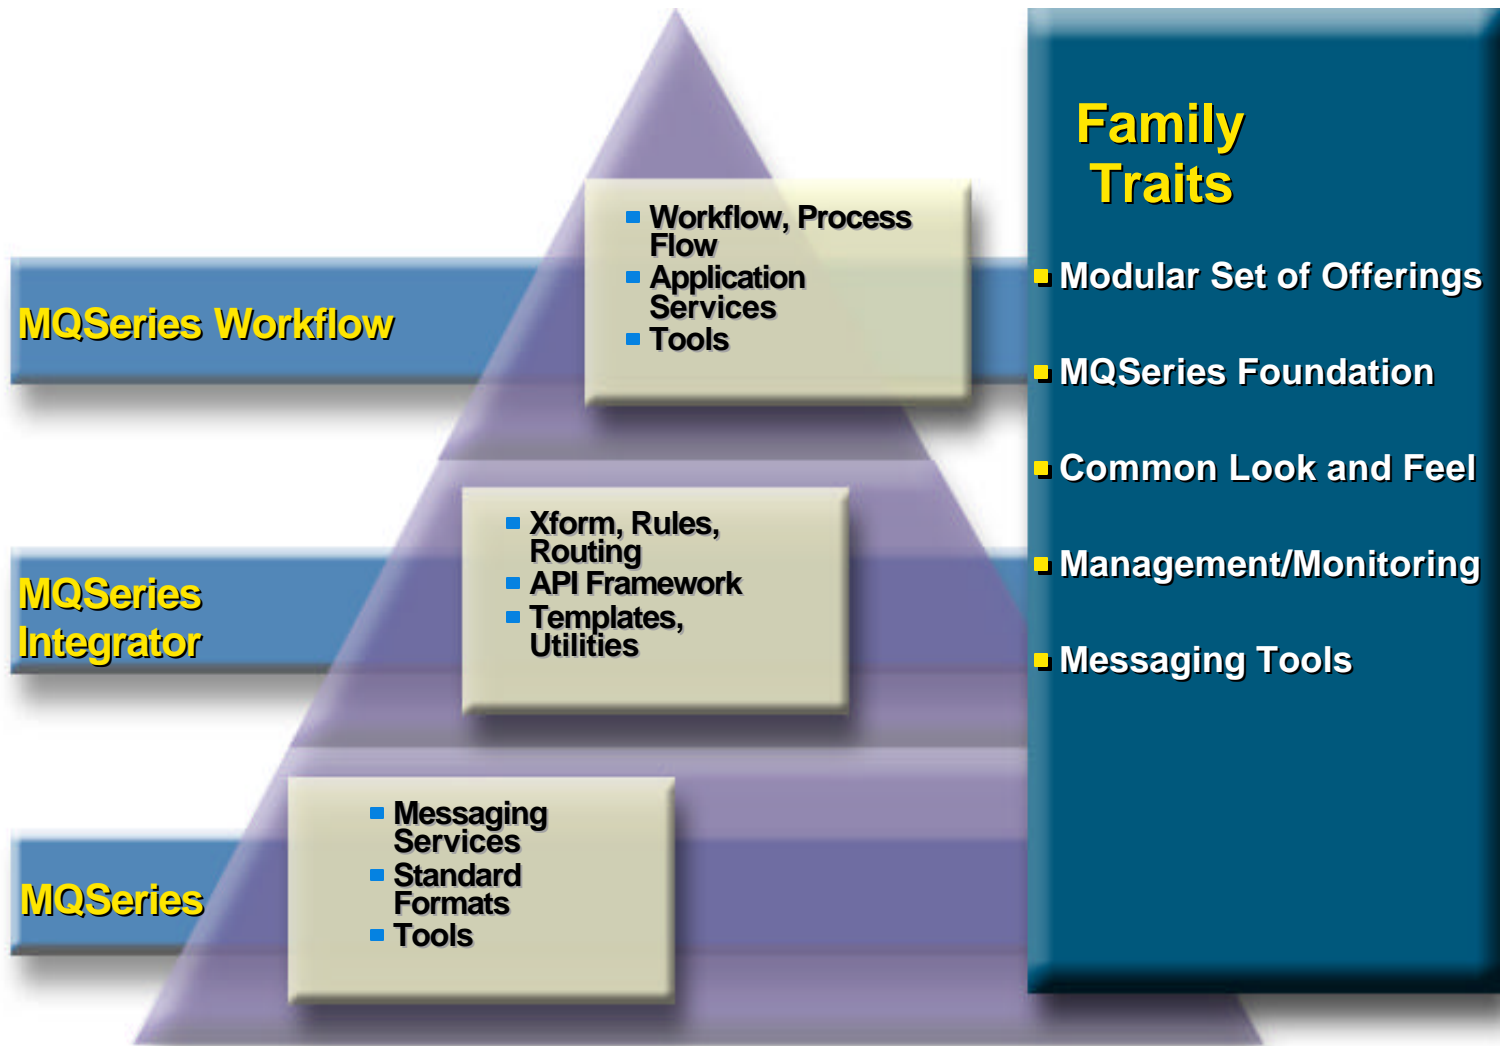 MQSeries Workflow
Workflow, Process
Flow
Application
Services
Tools
MQSeries
Integrator
Xform, Rules,
Routing
API Framework
Templates,
Utilities
MQSeries
Messaging
Services
Standard
Formats
Tools
Family
Traits
Modular Set of Offerings
MQSeries Foundation
Common Look and Feel
Management/Monitoring
Messaging Tools